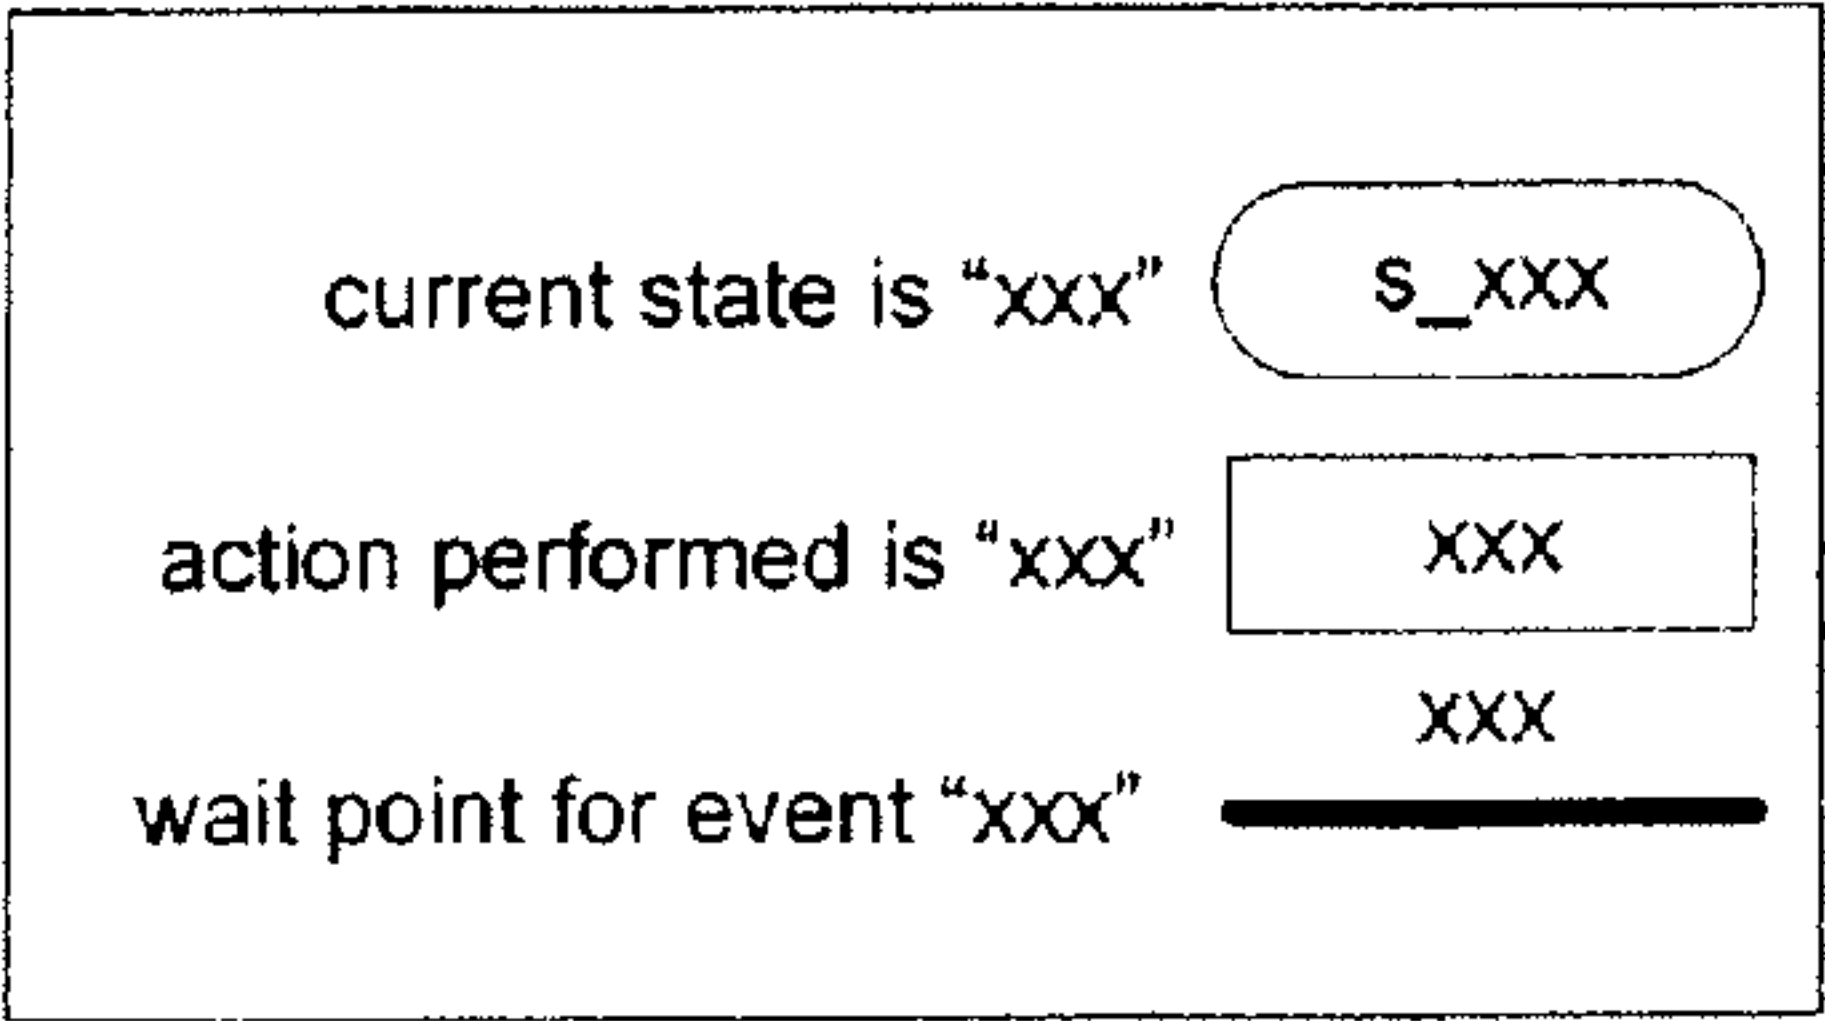 current state is “xxx” s_xxx
action performed is “xxx” xxx
xxx
wait point for event “xxx”